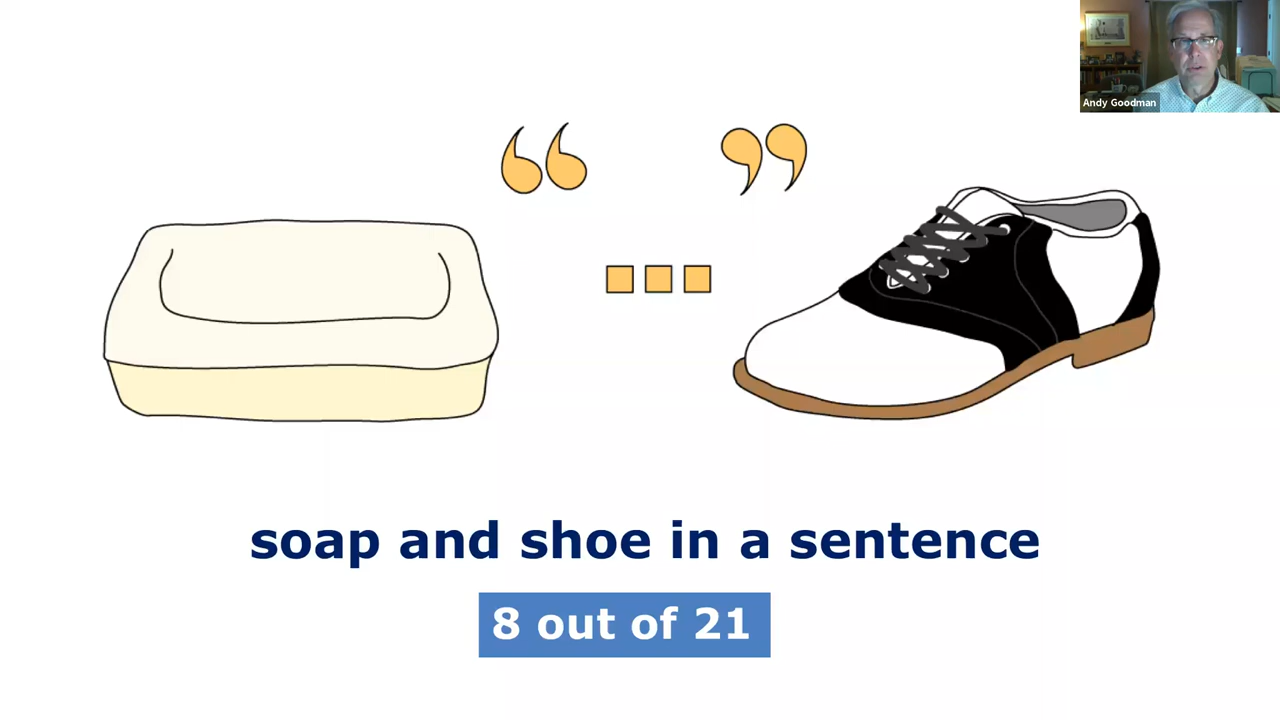 Andy Goodman
“ ”
...
soap and shoe in a sentence
8 out of 21